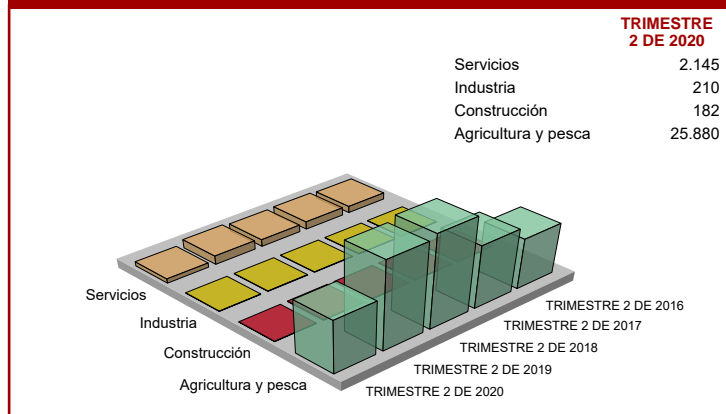 TRIMESTRE
2 DE 2020
Servicios 2.145
Industria 210
Construcción 182
Agricultura y pesca 25.880
Servicios
Industria
Construcción
Agricultura y pesca
TRIMESTRE 2 DE 2016
TRIMESTRE 2 DE 2017
TRIMESTRE 2 DE 2018
TRIMESTRE 2 DE 2019
TRIMESTRE 2 DE 2020